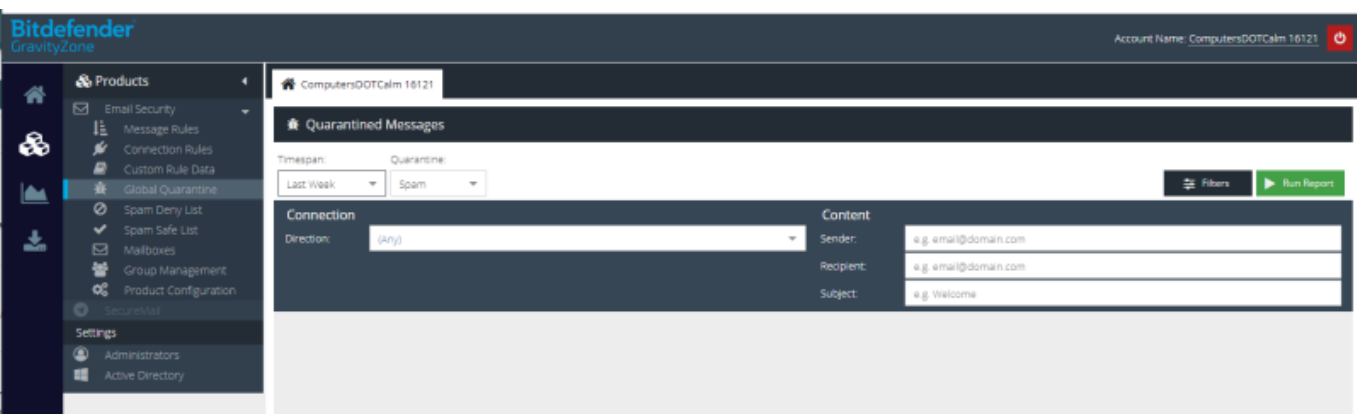 Bitdefender
GravityZone
Account Name: ComputersDOTCalm 16121
Products
Email Security
Message Rules
Connection Rules
Custom Rule Data
Global Quarantine
Spam Deny List
Spam Safe List
Mailboxes
Group Management
Product Configuration
SecureMail
Settings
Administrators
Active Directory
ComputersDOTCalm 16121
Quarantined Messages
Timespan: Quarantine:
Last Week Spam Filters Run Report
Connection Content
Direction: (Any) Sender: e.g. email@domain.com
Recipient: e.g. email@domain.com
Subject: e.g. Welcome